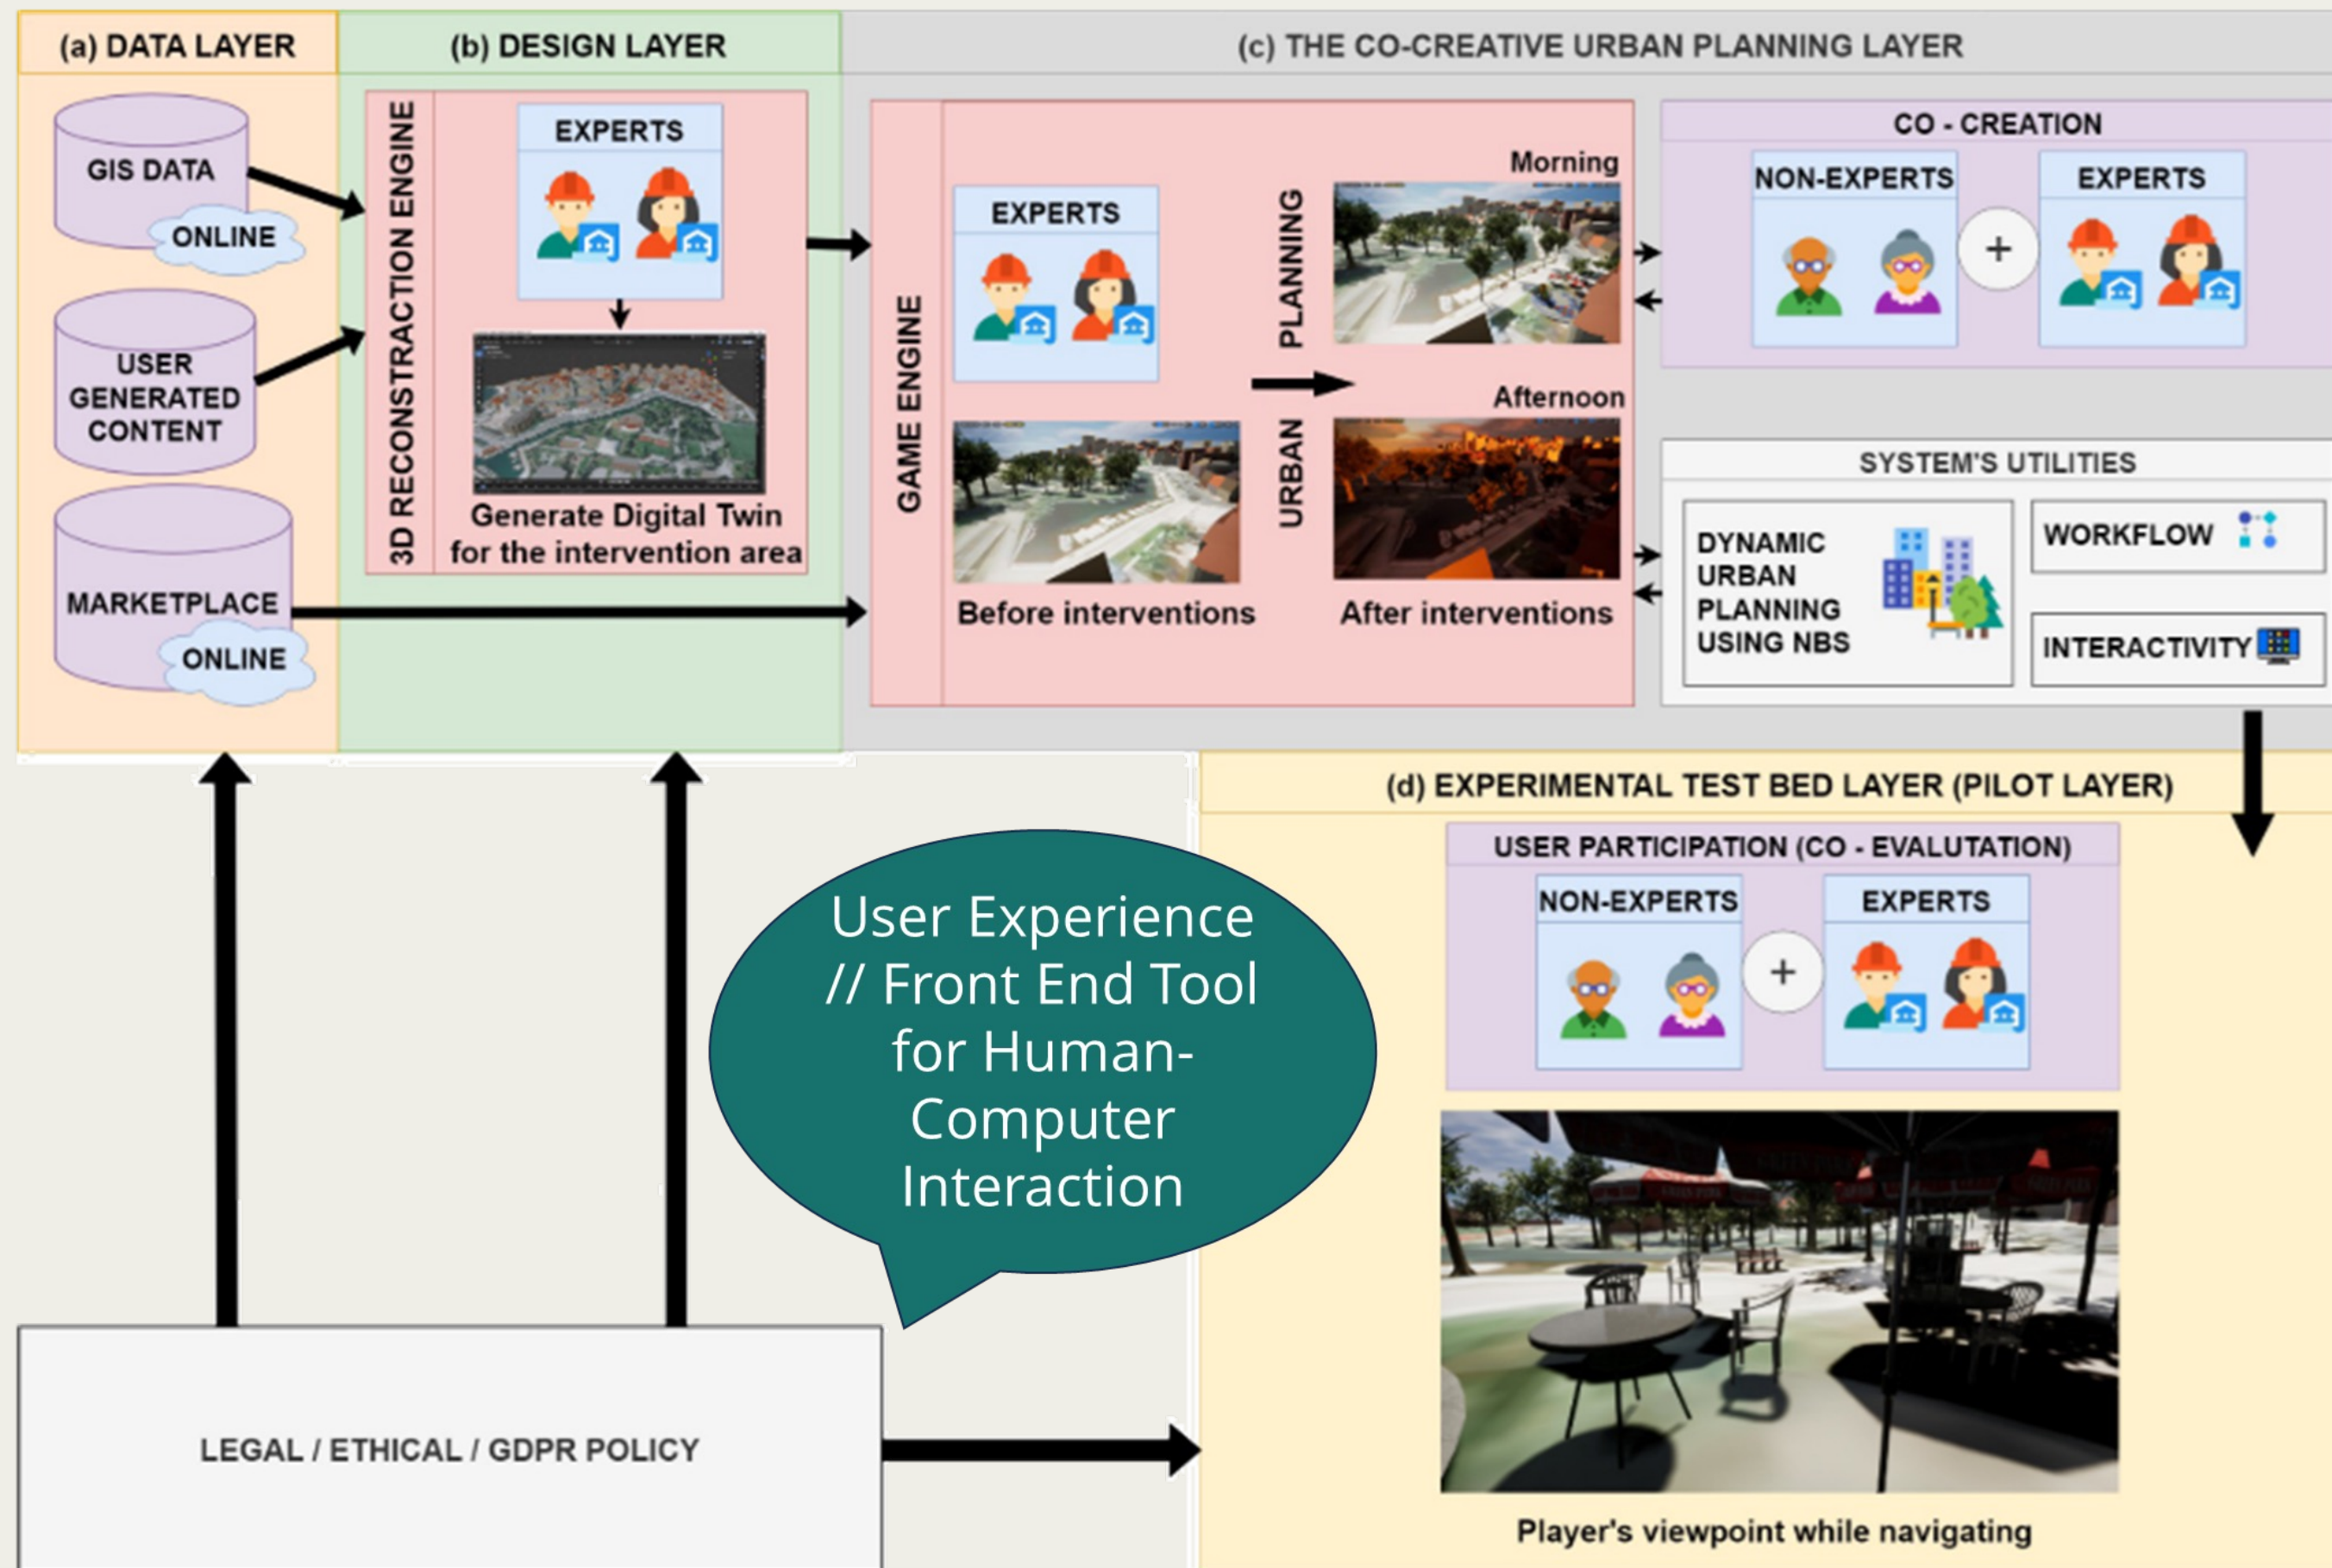 (a) DATA LAYER
GIS DATA
ONLINE
USER
GENERATED
CONTENT
MARKETPLACE
ONLINE
(b) DESIGN LAYER
3D RECONSTRACTION ENGINE
EXPERTS
Generate Digital Twin
for the intervention area
(c) THE CO-CREATIVE URBAN PLANNING LAYER
GAME ENGINE
EXPERTS
Before interventions
URBAN PLANNING
Morning
Afternoon
After interventions
CO - CREATION
NON-EXPERTS
+
EXPERTS
SYSTEM'S UTILITIES
DYNAMIC
URBAN
PLANNING
USING NBS
WORKFLOW
INTERACTIVITY
(d) EXPERIMENTAL TEST BED LAYER (PILOT LAYER)
USER PARTICIPATION (CO - EVALUTATION)
NON-EXPERTS
+
EXPERTS
Player's viewpoint while navigating
User Experience
// Front End Tool
for Human-
Computer
Interaction
LEGAL / ETHICAL / GDPR POLICY